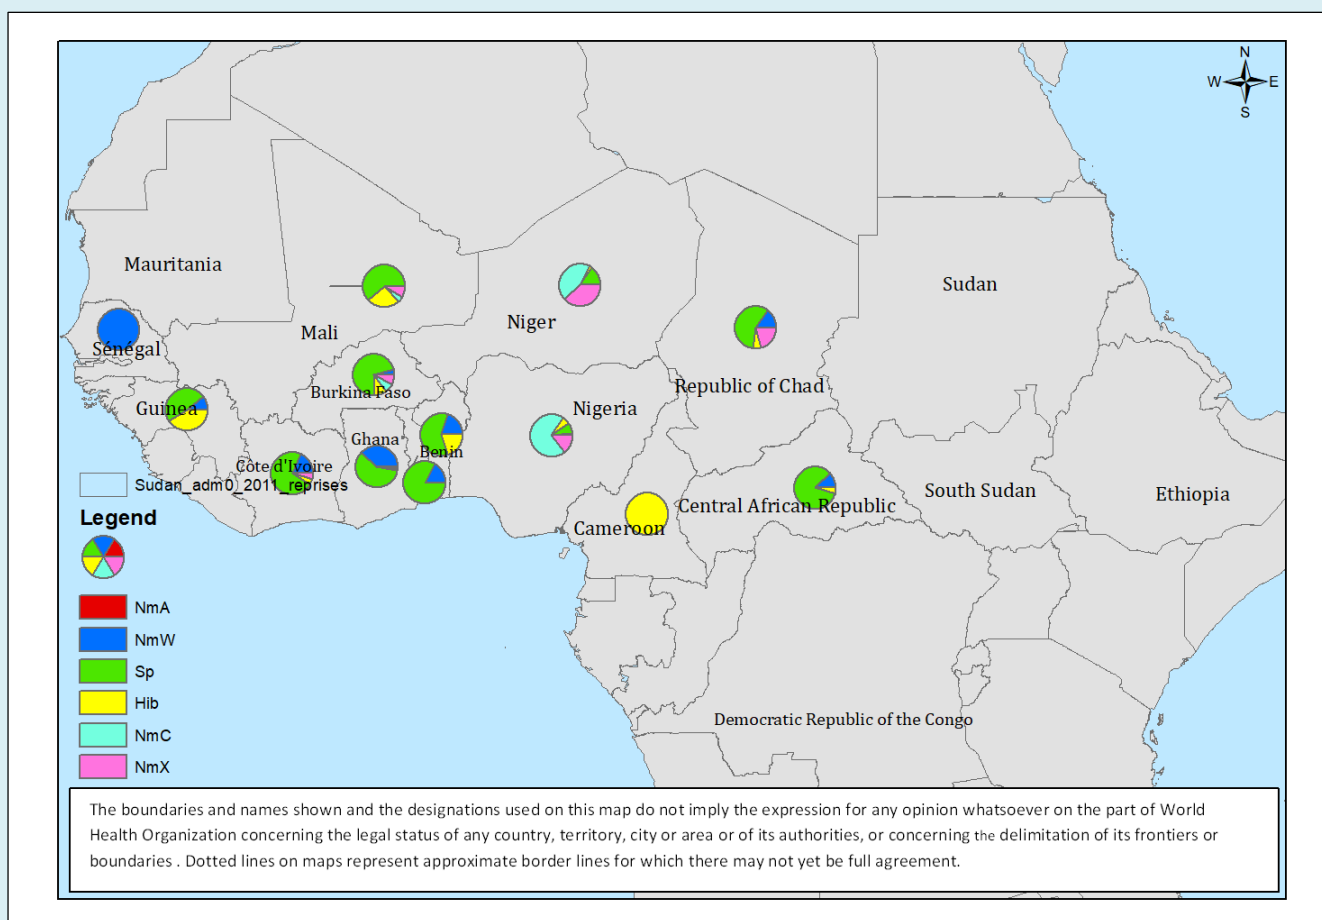 N
W E
S
Mauritania
Sudan
Mali
Niger
Sénégal
Republic of Chad
Burkina Faso
Guinea
Nigeria
Ghana
Benin
Côte d'Ivoire
Sudan_adm0_2011_reprises
South Sudan
Ethiopia
Central African Republic
Cameroon
Legend
NmA
NmW
Sp
Hib
NmC
NmX
Democratic Republic of the Congo
The boundaries and names shown and the designations used on this map do not imply the expression for any opinion whatsoever on the part of World
Health Organization concerning the legal status of any country, territory, city or area or of its authorities, or concerning the delimitation of its frontiers or
boundaries . Dotted lines on maps represent approximate border lines for which there may not yet be full agreement.